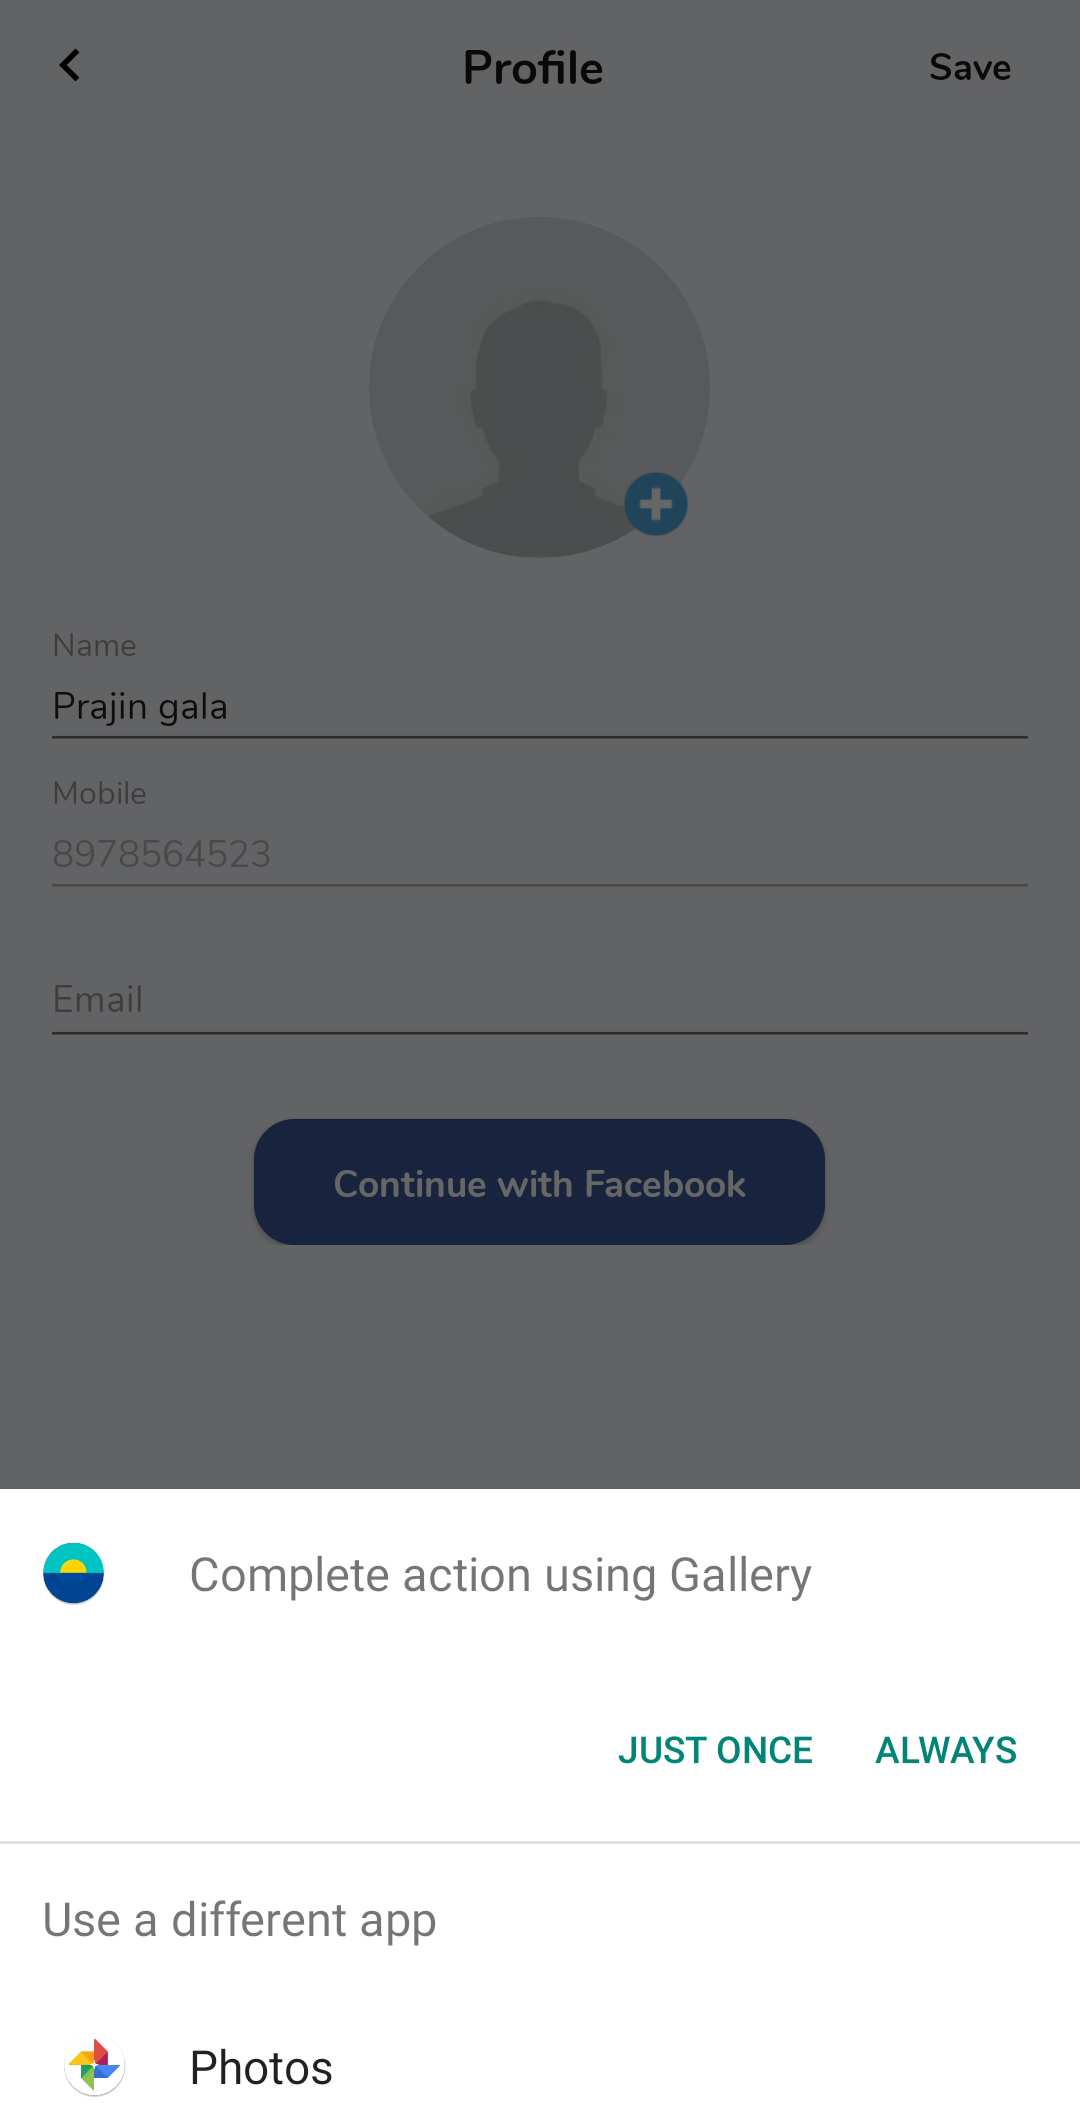 Profile
Save
Name
Prajin gala
Mobile
8978564523
Email
Continue with Facebook
Complete action using Gallery
JUST ONCE
ALWAYS
Use a different app
Photos